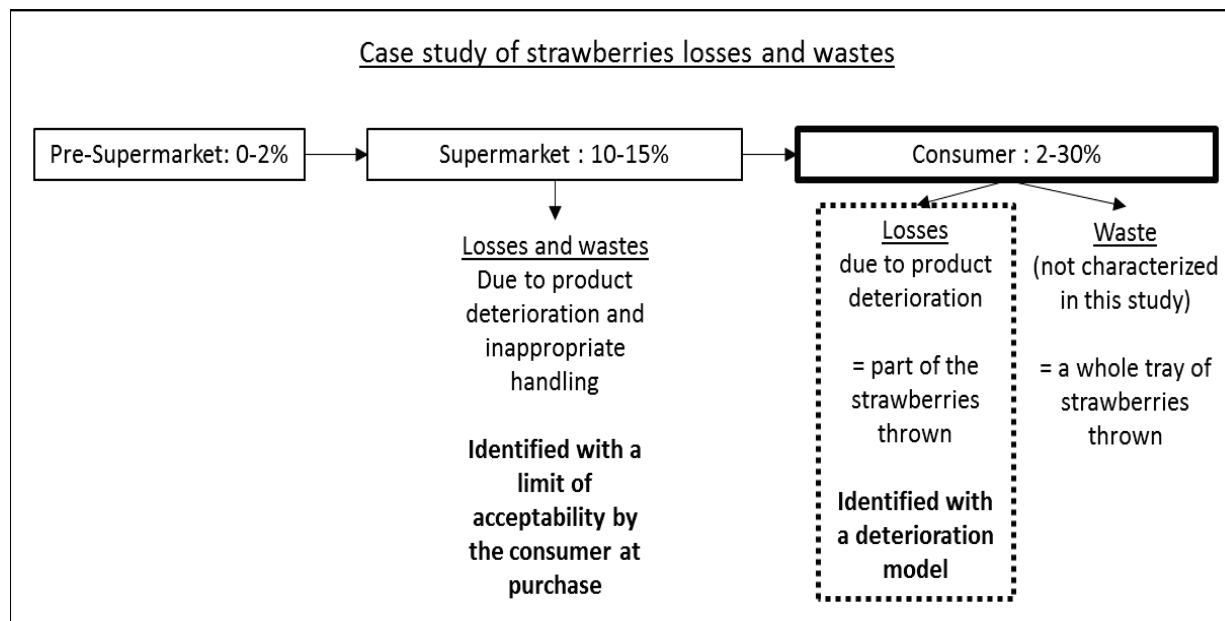 Case study of strawberries losses and wastes
Pre-Supermarket: 0-2%
Supermarket : 10-15%
Consumer : 2-30%
Losses and wastes
Due to product
deterioration and
inappropriate
handling
Identified with a
limit of
acceptability by
the consumer at
purchase
Losses
due to product
deterioration
= part of the
strawberries
thrown
Identified with
a deterioration
model
Waste
(not characterized
in this study)
= a whole tray of
strawberries
thrown